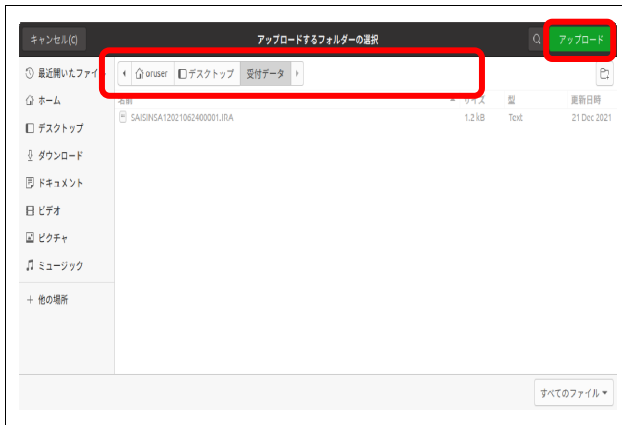 キャンセル(C)
アップロードするフォルダーの選択
アップロード
最近開いたファイ
oruser
デスクトップ
受付データ
名前
サイズ
型
更新日時
SAISINSA12021062400001.IRA
1.2 kB
Text
21 Dec 2021
ホーム
デスクトップ
ダウンロード
ドキュメント
ビデオ
ピクチャ
ミュージック
+ 他の場所
すべてのファイル